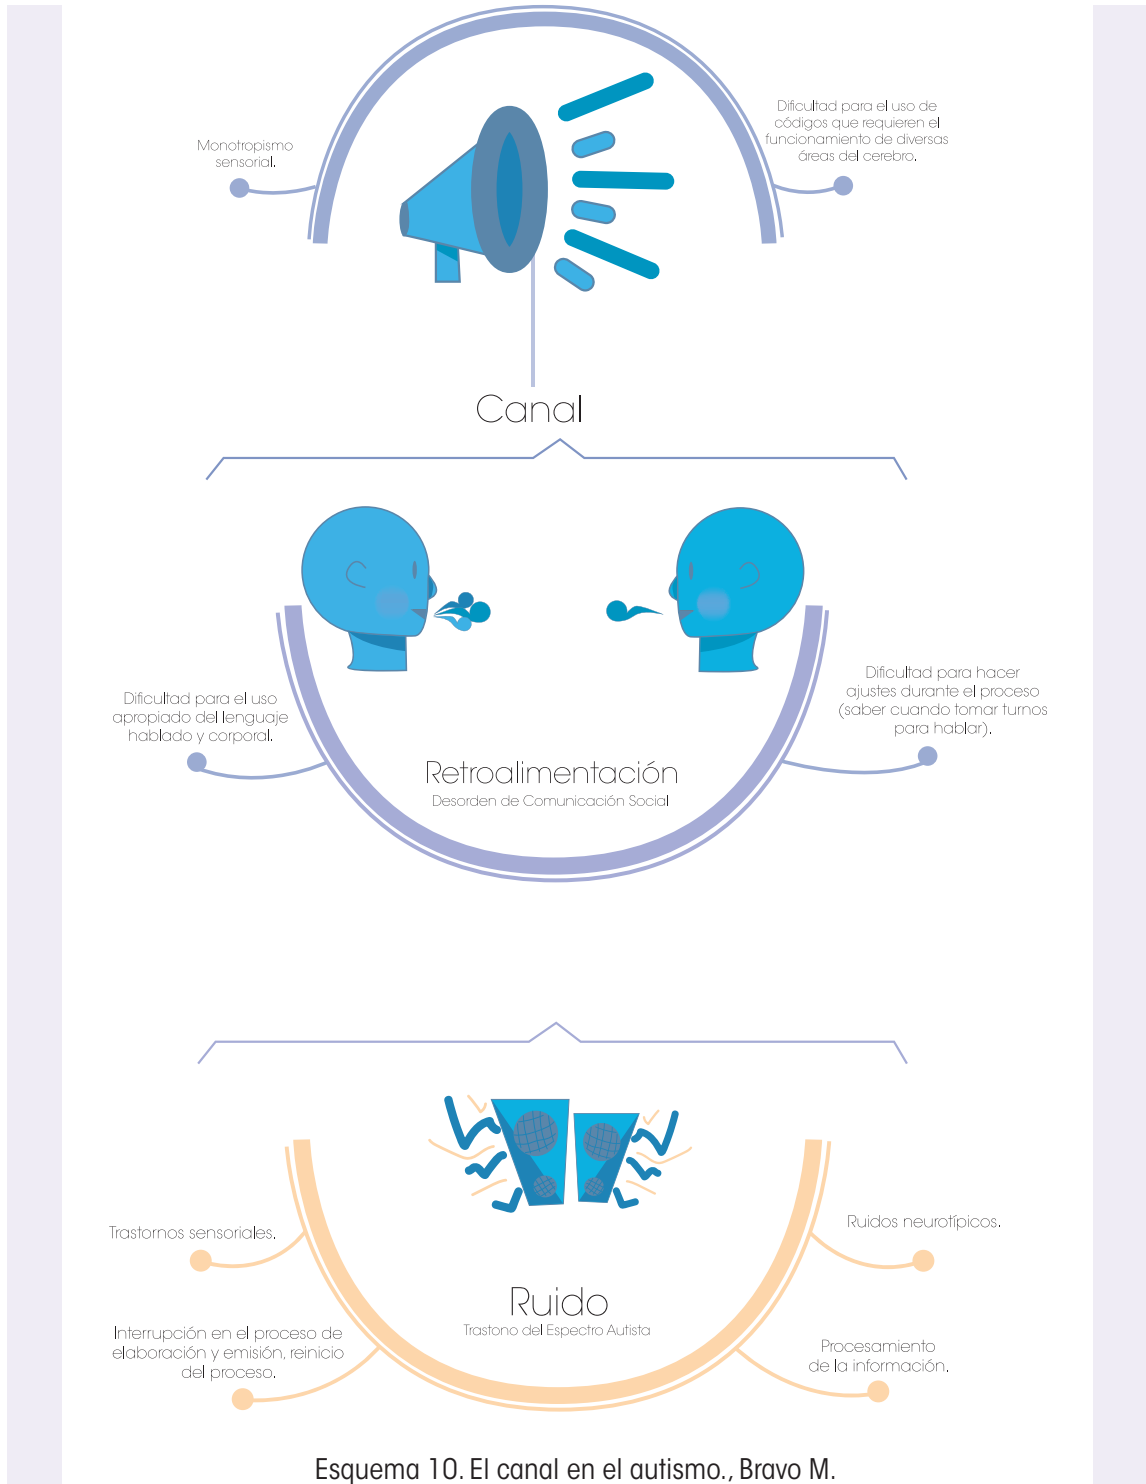 Monotropismo
sensorial.
Dificultad para el uso de
códigos que requieren el
funcionamiento de diversas
áreas del cerebro.
Canal
Dificultad para el uso
apropiado del lenguaje
hablado y corporal.
Dificultad para hacer
ajustes durante el proceso
(saber cuando tomar turnos
para hablar).
Retroalimentación
Desorden de Comunicación Social
Trastornos sensoriales.
Ruidos neurotípicos.
Ruido
Trastono del Espectro Autista
Interrupción en el proceso de
elaboración y emisión, reinicio
del proceso.
Procesamiento
de la información.
Esquema 10. El canal en el autismo., Bravo M.